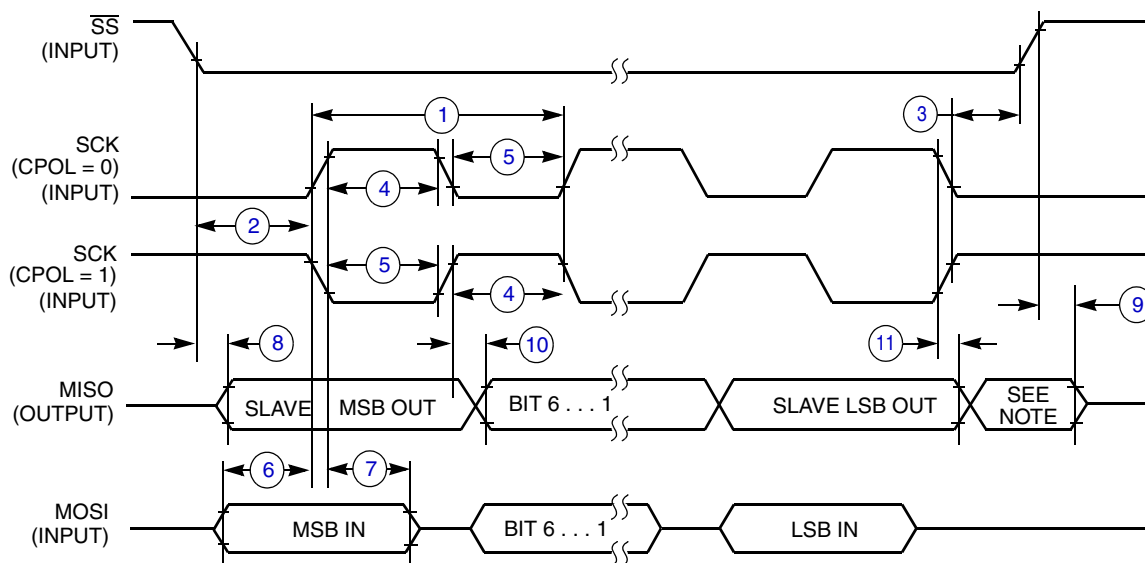 SS
(INPUT)
1
3
SCK
(CPOL = 0)
(INPUT)
5
4
2
SCK
(CPOL = 1)
(INPUT)
5
4
9
8
10
11
MISO
(OUTPUT)
SLAVE MSB OUT
BIT 6 . . . 1
SLAVE LSB OUT
SEE
NOTE
6
7
MOSI
(INPUT)
MSB IN
BIT 6 . . . 1
LSB IN